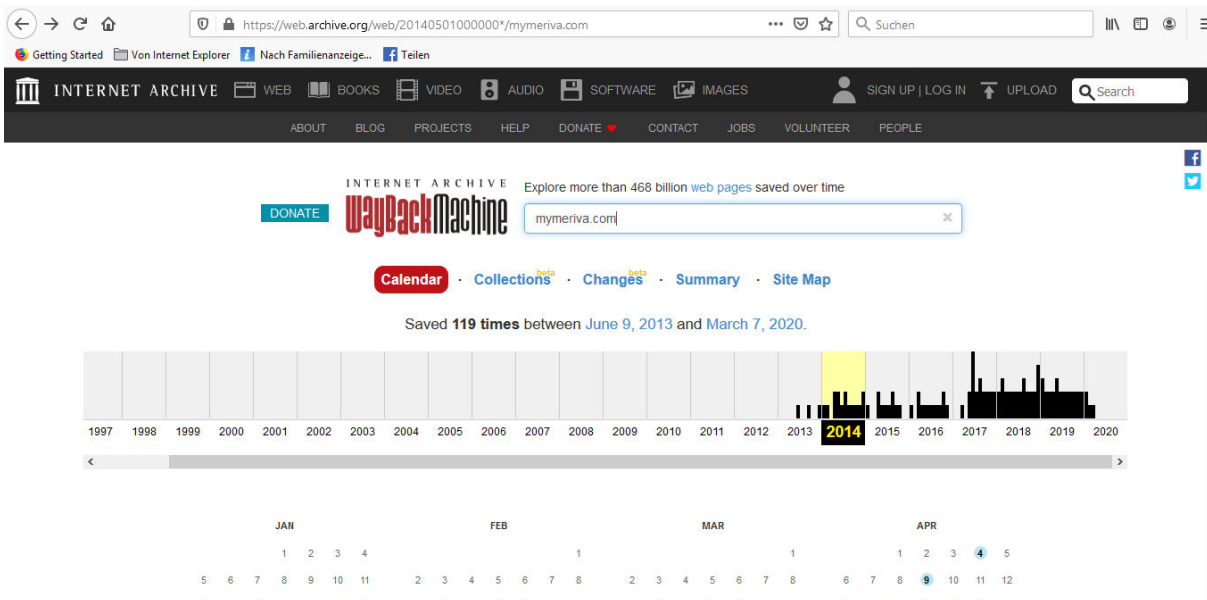 https://web.archive.org/web/20140501000000*/mymeriva.com
Suchen
Getting Started Von Internet Explorer Nach Familienanzeige... Teilen
INTERNET ARCHIVE WEB BOOKS VIDEO AUDIO SOFTWARE IMAGES SIGN UP | LOG IN UPLOAD Search
ABOUT BLOG PROJECTS HELP DONATE CONTACT JOBS VOLUNTEER PEOPLE
INTERNET ARCHIVE
WayBackMachine
DONATE
Explore more than 468 billion web pages saved over time
mymeriva.com
Calendar · Collections beta · Changes beta · Summary · Site Map
Saved 119 times between June 9, 2013 and March 7, 2020.
1997 1998 1999 2000 2001 2002 2003 2004 2005 2006 2007 2008 2009 2010 2011 2012 2013 2014 2015 2016 2017 2018 2019 2020
JAN FEB MAR APR
1 2 3 4 1 1 1 2 3 4 5
5 6 7 8 9 10 11 2 3 4 5 6 7 8 2 3 4 5 6 7 8 6 7 8 9 10 11 12